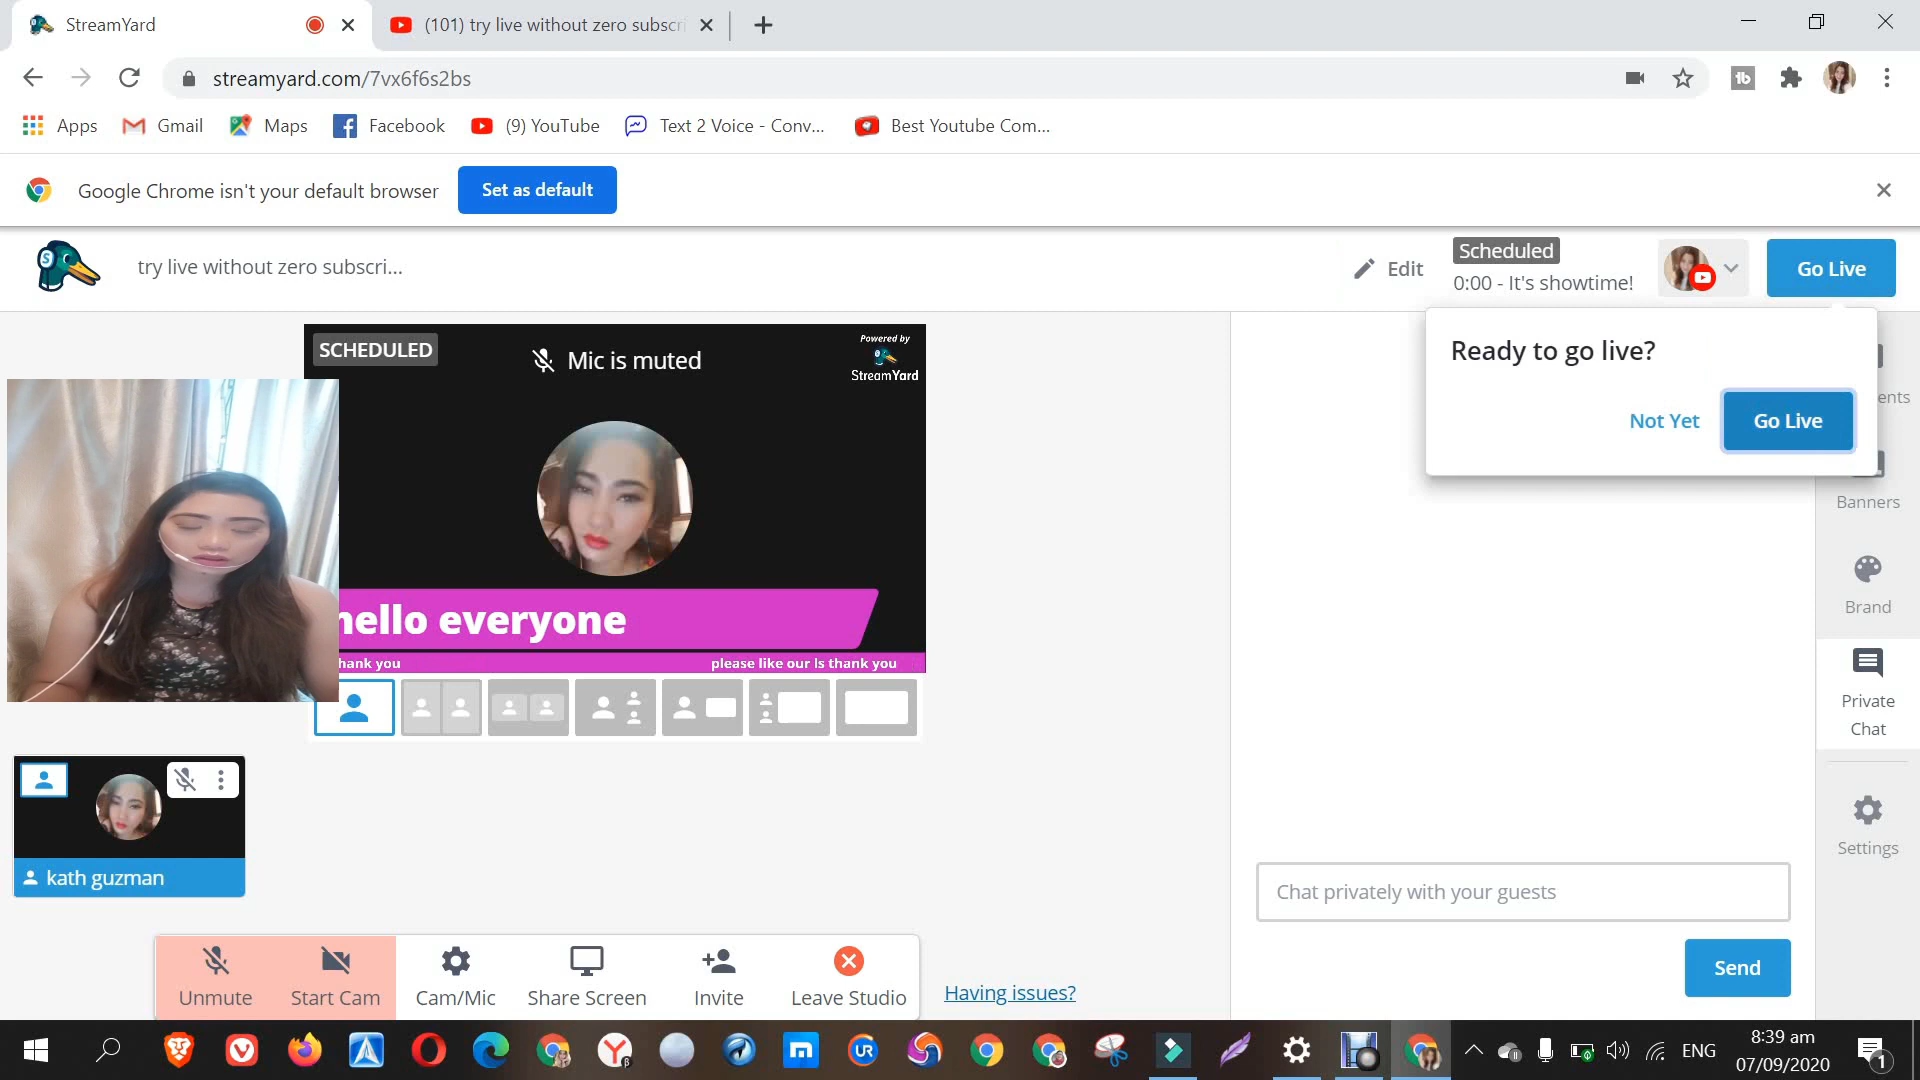 StreamYard
(101) try live without zero subscri
streamyard.com/7vx6f6s2bs
Apps
Gmail
Maps
Facebook
(9) YouTube
Text 2 Voice - Conv...
Best Youtube Com...
Google Chrome isn't your default browser
Set as default
try live without zero subscri...
Edit
Scheduled
0:00 - It's showtime!
Go Live
Ready to go live?
Not Yet
Go Live
SCHEDULED
Mic is muted
Powered by
StreamYard
hello everyone
hank you
please like our ls thank you
ents
Banners
Brand
Private
Chat
Settings
kath guzman
Chat privately with your guests
Send
Unmute
Start Cam
Cam/Mic
Share Screen
Invite
Leave Studio
Having issues?
ENG
8:39 am
07/09/2020
1